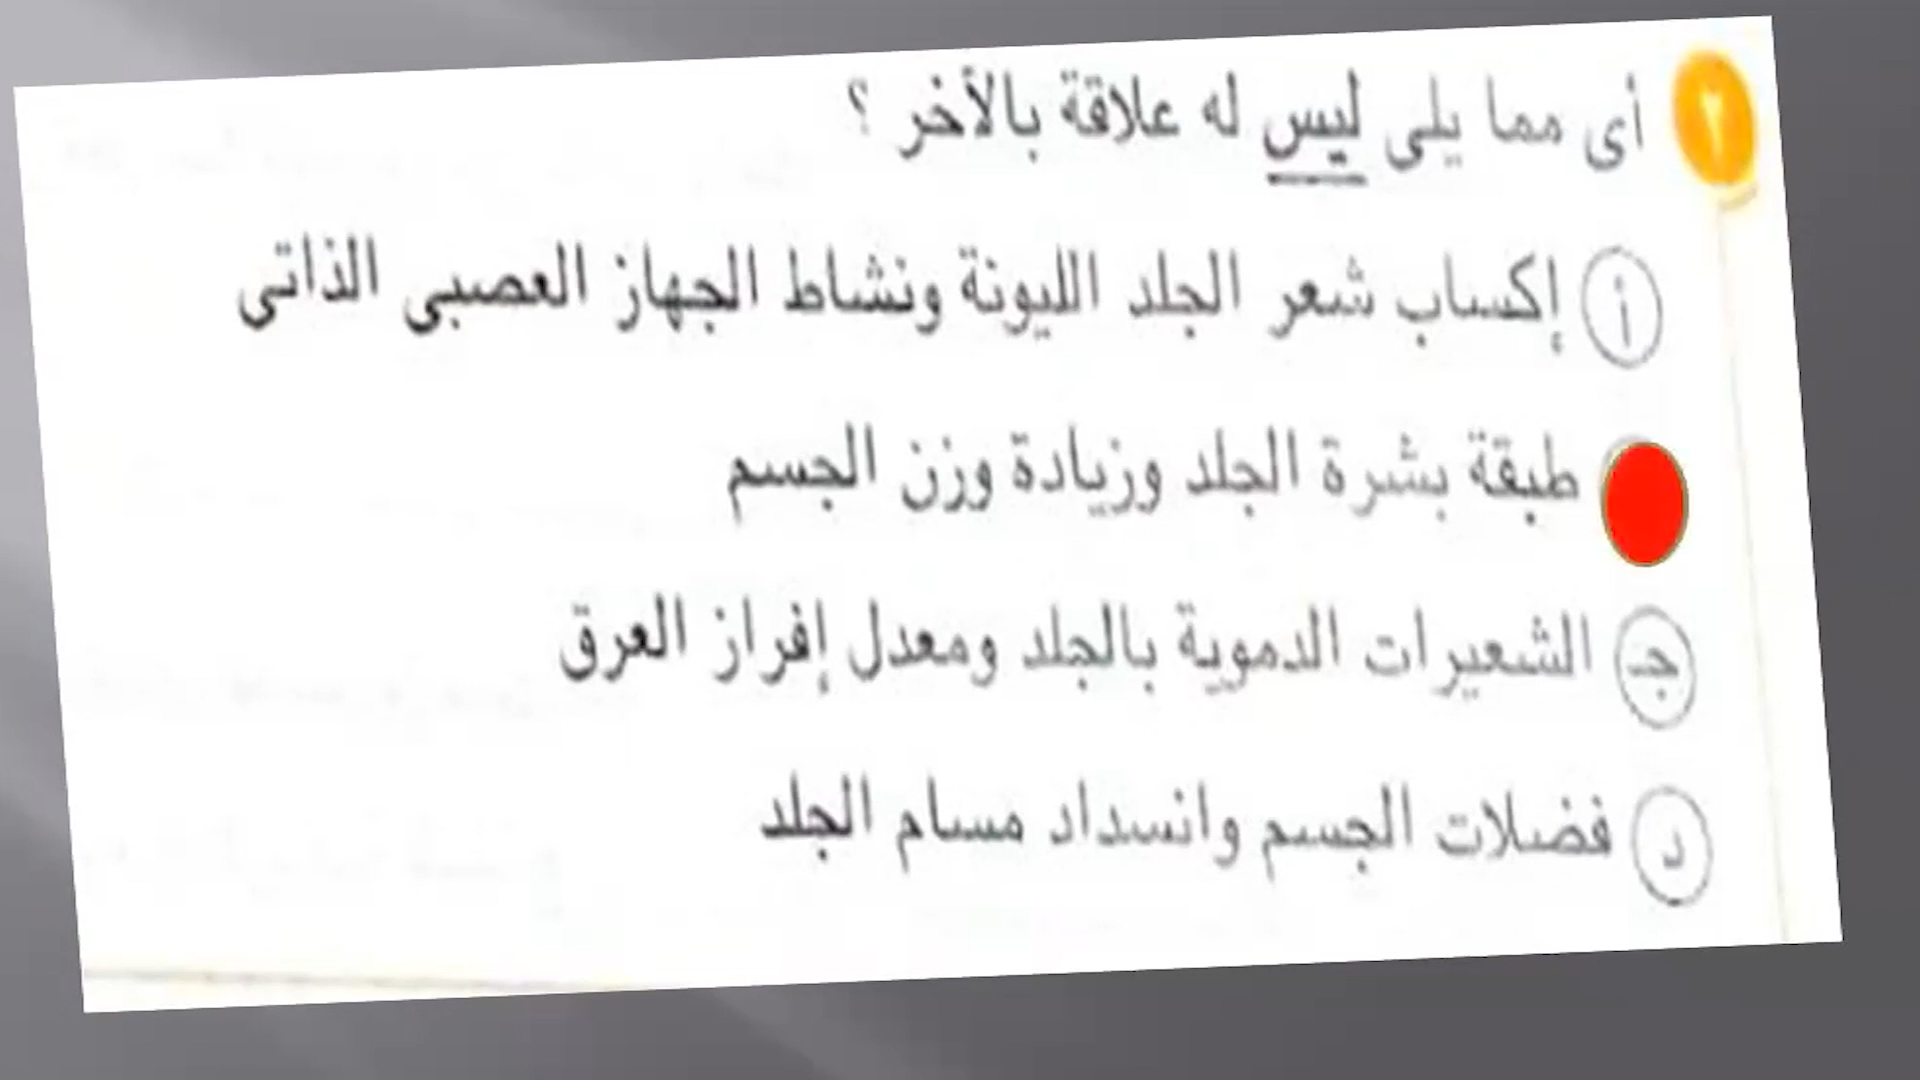 ٢ أى مما يلى ليس له علاقة بالأخر ؟
أ إكساب شعر الجلد الليونة ونشاط الجهاز العصبى الذاتى
طبقة بشرة الجلد وزيادة وزن الجسم
جـ الشعيرات الدموية بالجلد ومعدل إفراز العرق
د فضلات الجسم وانسداد مسام الجلد